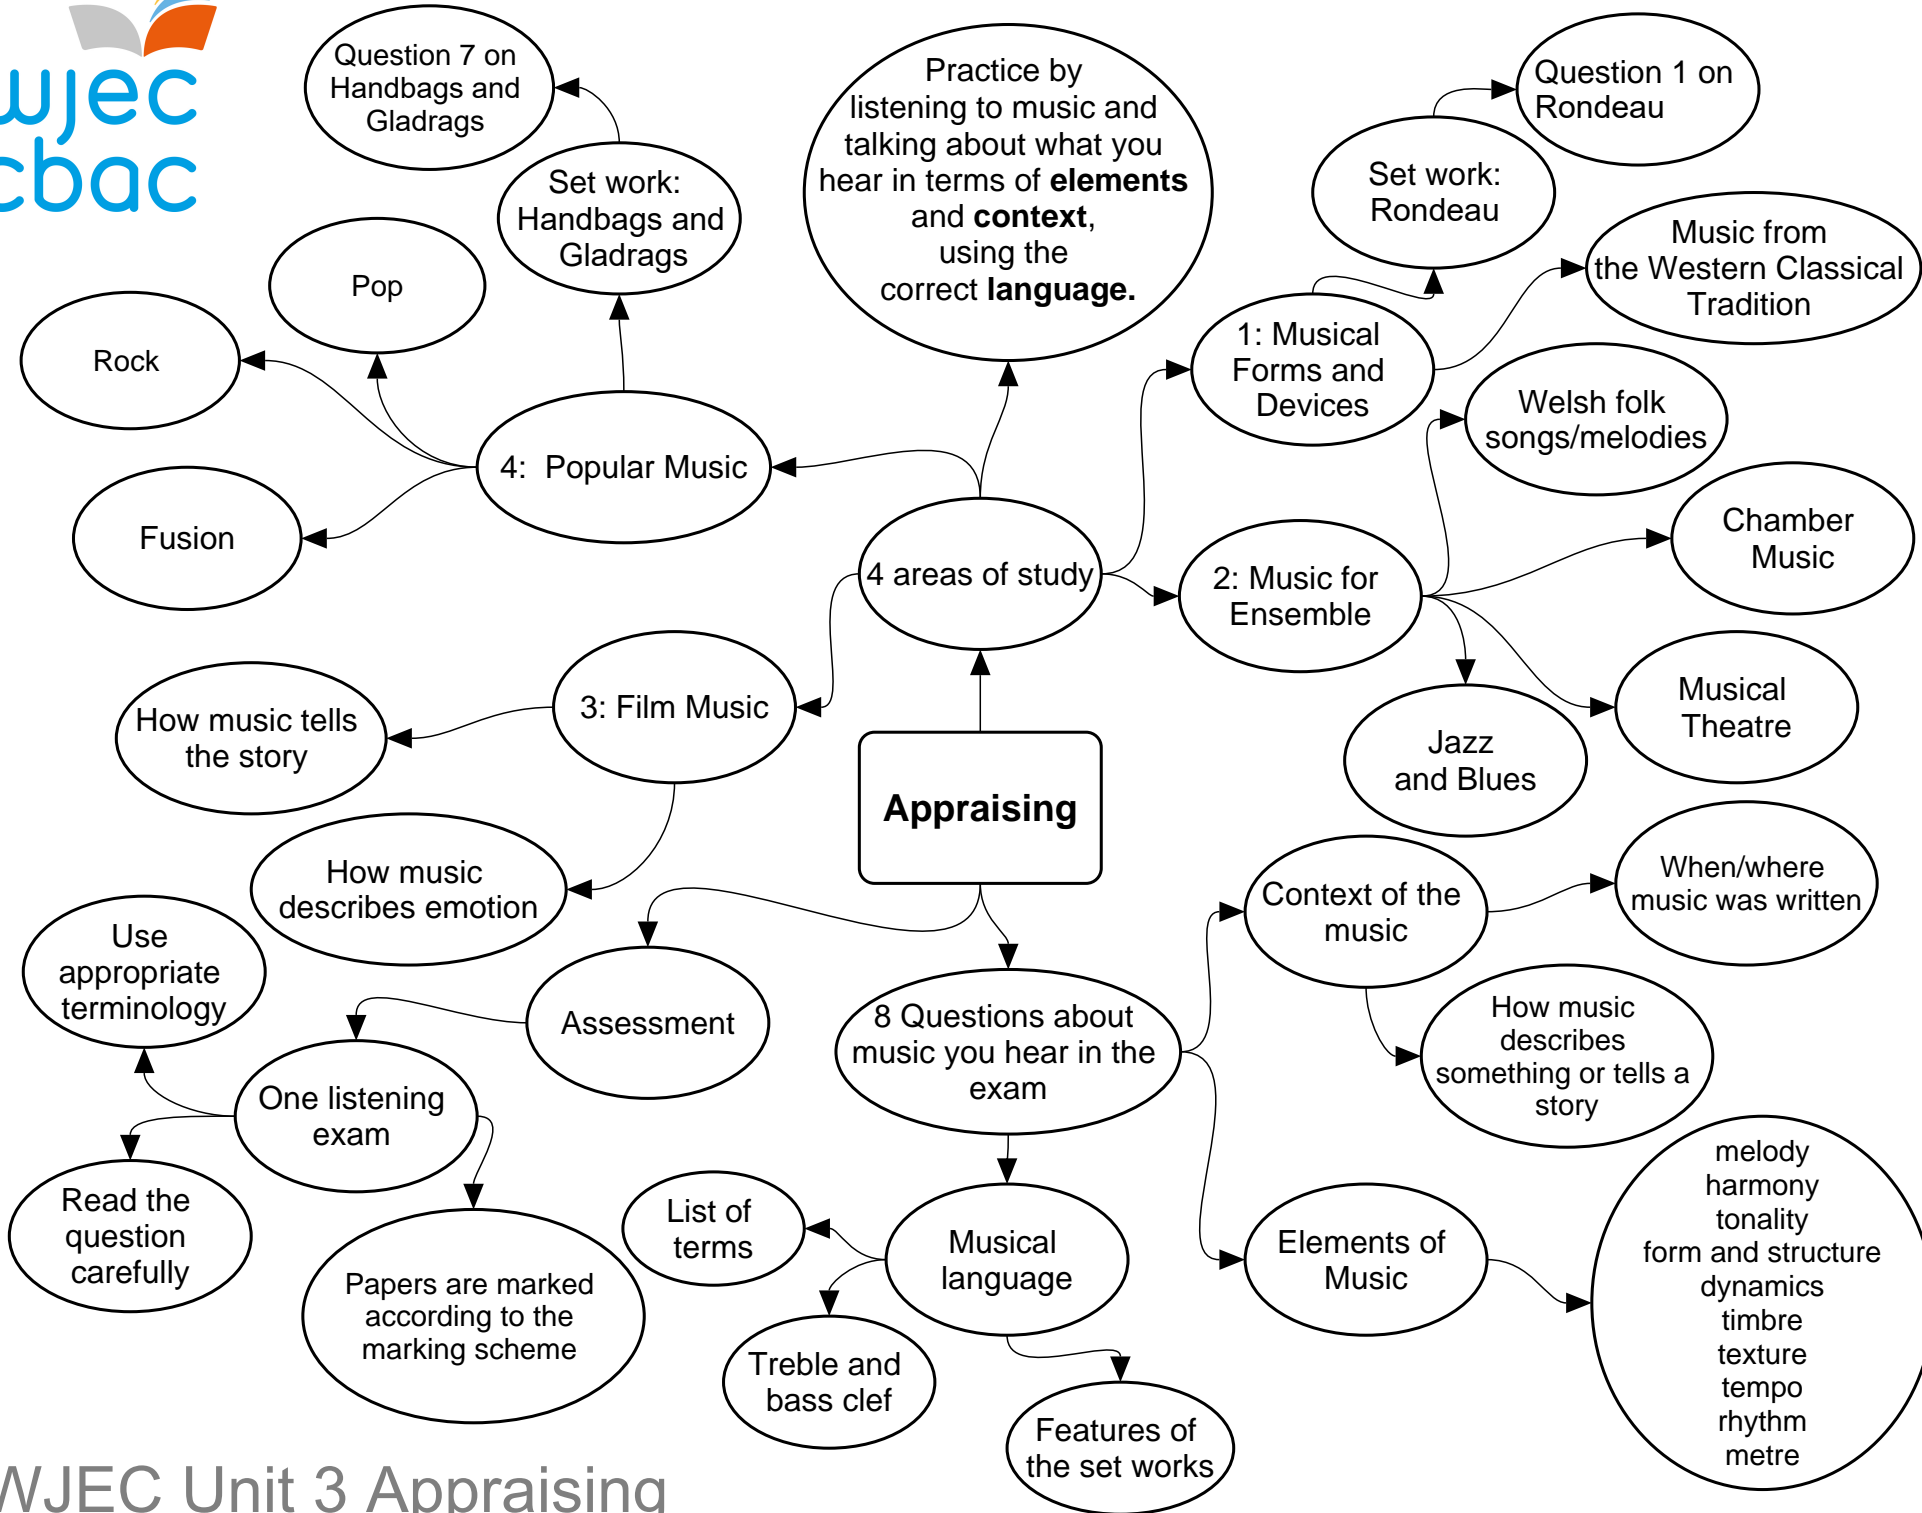 wjec
cbac
Question 7 on
Handbags and
Gladrags
Set work:
Handbags and
Gladrags
Pop
Rock
Fusion
4:  Popular Music
Practice by
listening to music and
talking about what you
hear in terms of elements
and context,
using the
correct language.
Question 1 on
Rondeau
Set work:
Rondeau
Music from
the Western Classical
Tradition
1: Musical
Forms and
Devices
Welsh folk
songs/melodies
Chamber
Music
2: Music for
Ensemble
Musical
Theatre
Jazz
and Blues
4 areas of study
3: Film Music
How music tells
the story
How music
describes emotion
Appraising
Assessment
Use
appropriate
terminology
One listening
exam
Read the
question
carefully
Papers are marked
according to the
marking scheme
8 Questions about
music you hear in the
exam
Context of the
music
When/where
music was written
How music
describes
something or tells a
story
Elements of
Music
melody
harmony
tonality
form and structure
dynamics
timbre
texture
tempo
rhythm
metre
Musical
language
List of
terms
Treble and
bass clef
Features of
the set works
WJEC Unit 3 Appraising